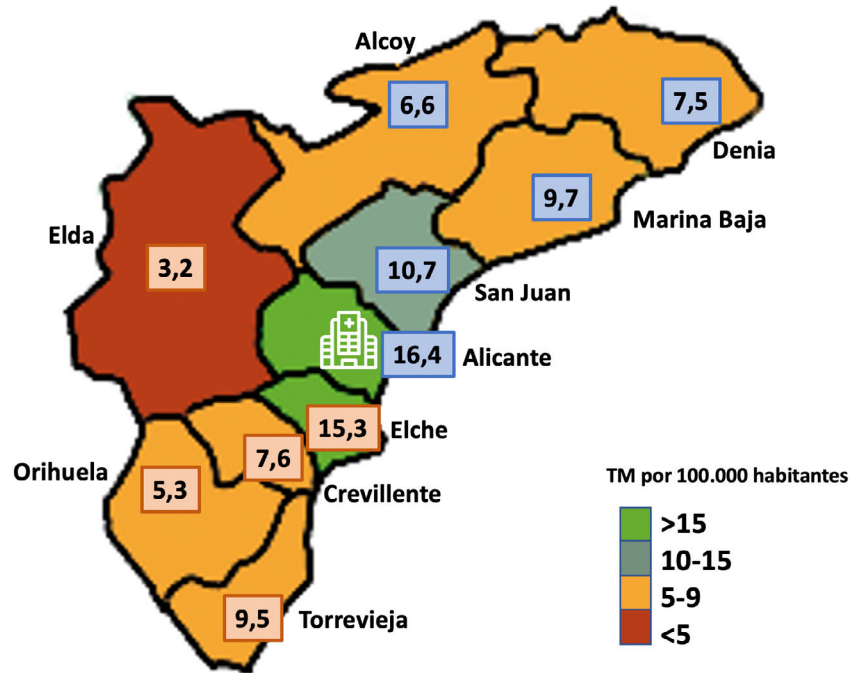 Alcoy
6,6
7,5
Denia
9,7
Marina Baja
Elda
3,2
10,7
San Juan
16,4
Alicante
15,3
Elche
7,6
Orihuela
5,3
Crevillente
TM por 100.000 habitantes
>15
10-15
5-9
<5
9,5
Torrevieja